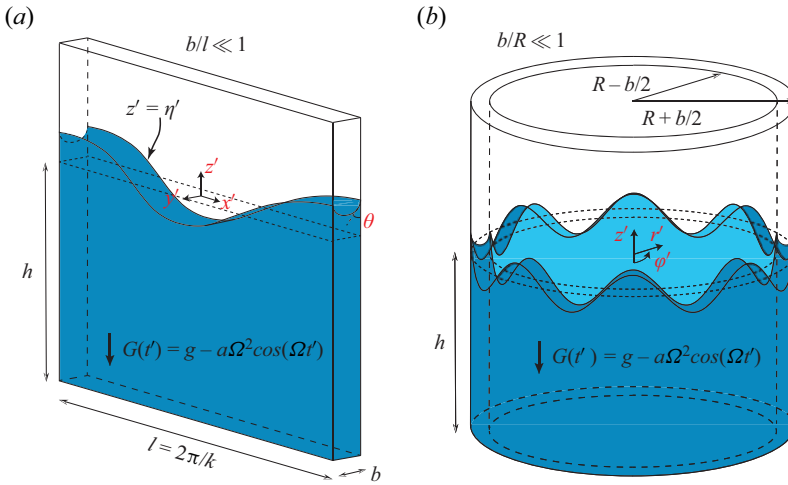 (a)
b/l ≪ 1
z′ = η′
z′
y′
x′
θ
h
G(t′) = g – aΩ²cos(Ωt′)
l = 2π/k
b
(b)
b/R ≪ 1
R – b/2
R + b/2
z′
r′
φ′
h
G(t′) = g – aΩ²cos(Ωt′)